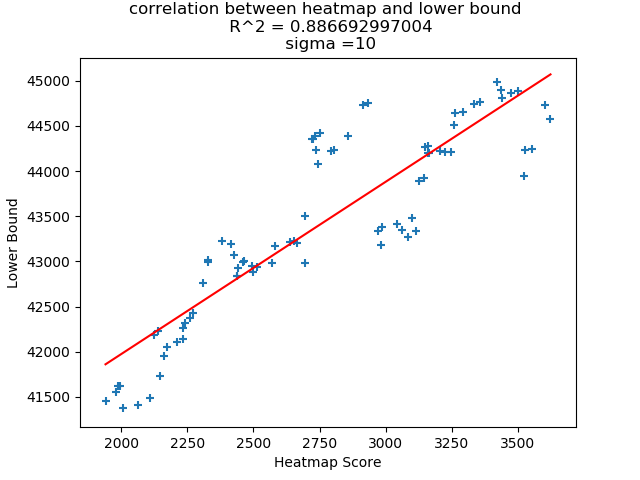 correlation between heatmap and lower bound
R^2 = 0.886692997004
sigma =10
45000
44500
44000
43500
43000
42500
42000
41500
Lower Bound
2000 2250 2500 2750 3000 3250 3500
Heatmap Score